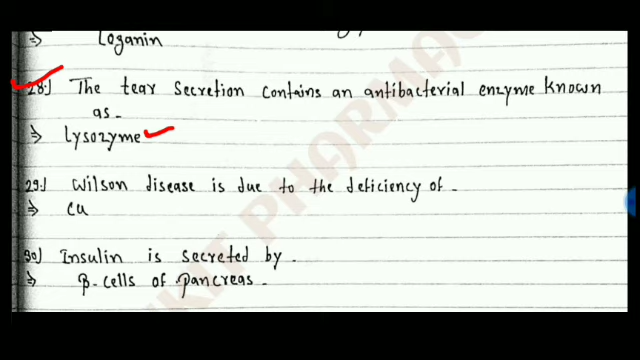 ⇒ Loganin
28.) The tear secretion contains an antibacterial enzyme known
as.
⇒ Lysozyme
29.) Wilson disease is due to the deficiency of.
⇒ Cu
30.) Insulin is secreted by.
⇒ β-cells of pancreas.